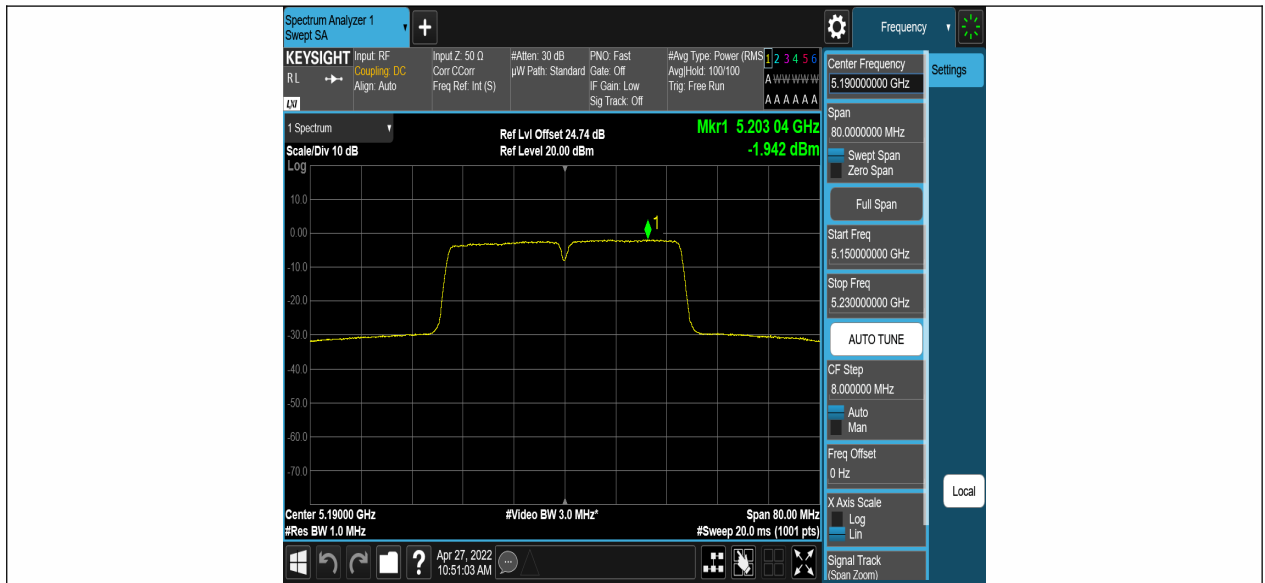 Spectrum Analyzer 1
Swept SA
+
Frequency
KEYSIGHT
R L
LXI
Input: RF
Coupling: DC
Align: Auto
Input Z: 50 Ω
Corr CCorr
Freq Ref: Int (S)
#Atten: 30 dB
µW Path: Standard
PNO: Fast
Gate: Off
IF Gain: Low
Sig Track: Off
#Avg Type: Power (RMS
Avg|Hold: 100/100
Trig: Free Run
1 2 3 4 5 6
A W W W W W
A A A A A A
1 Spectrum
Scale/Div 10 dB
Log
Ref Lvl Offset 24.74 dB
Ref Level 20.00 dBm
Mkr1 5.203 04 GHz
-1.942 dBm
10.0
0.00
-10.0
-20.0
-30.0
-40.0
-50.0
-60.0
-70.0
1
Center 5.19000 GHz
#Res BW 1.0 MHz
#Video BW 3.0 MHz*
Span 80.00 MHz
#Sweep 20.0 ms (1001 pts)
Center Frequency
5.190000000 GHz
Settings
Span
80.0000000 MHz
Swept Span
Zero Span
Full Span
Start Freq
5.150000000 GHz
Stop Freq
5.230000000 GHz
AUTO TUNE
CF Step
8.000000 MHz
Auto
Man
Freq Offset
0 Hz
X Axis Scale
Log
Lin
Local
Signal Track
(Span Zoom)
?
Apr 27, 2022
10:51:03 AM